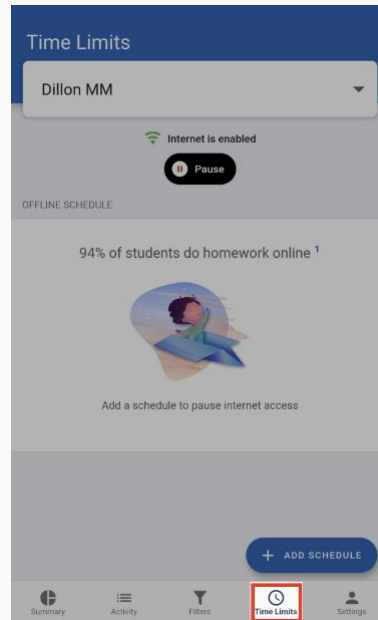 Time Limits
Dillon MM
Internet is enabled
Pause
OFFLINE SCHEDULE
94% of students do homework online 1
Add a schedule to pause internet access
+ ADD SCHEDULE
Summary
Activity
Filters
Time Limits
Settings